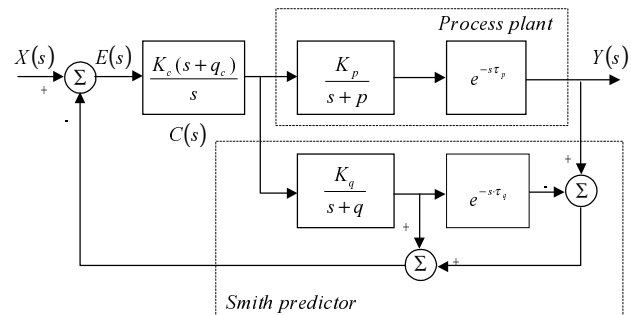 Process plant
X(s)
E(s)
Y(s)
Σ
K_c(s+q_c)
s
K_p
s+p
e^{-sτ_p}
+
-
C(s)
K_q
s+q
e^{-s·τ_q}
+
-
Σ
+
Σ
+
Smith predictor